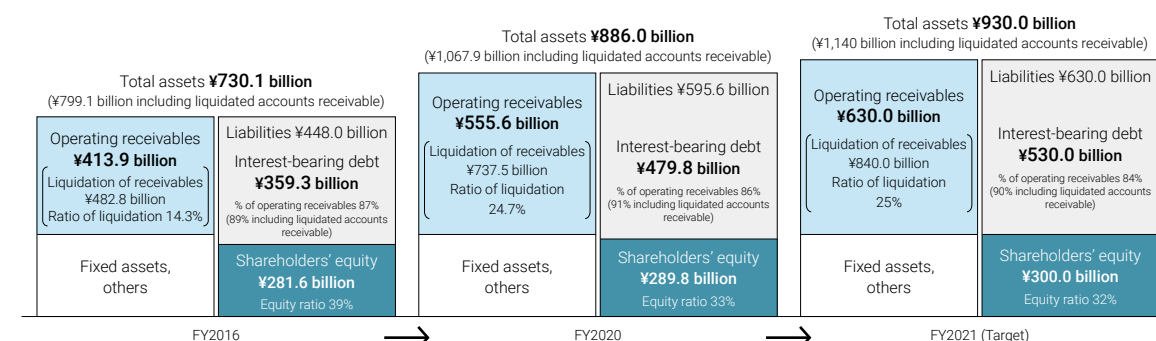 Total assets ¥730.1 billion
(¥799.1 billion including liquidated accounts receivable)
Operating receivables
¥413.9 billion
Liquidation of receivables
¥482.8 billion
Ratio of liquidation 14.3%
Fixed assets,
others
Liabilities ¥448.0 billion
Interest-bearing debt
¥359.3 billion
% of operating receivables 87%
(89% including liquidated accounts
receivable)
Shareholders’ equity
¥281.6 billion
Equity ratio 39%
FY2016
Total assets ¥886.0 billion
(¥1,067.9 billion including liquidated accounts receivable)
Operating receivables
¥555.6 billion
Liquidation of receivables
¥737.5 billion
Ratio of liquidation
24.7%
Fixed assets,
others
Liabilities ¥595.6 billion
Interest-bearing debt
¥479.8 billion
% of operating receivables 86%
(91% including liquidated accounts
receivable)
Shareholders’ equity
¥289.8 billion
Equity ratio 33%
FY2020
Total assets ¥930.0 billion
(¥1,140 billion including liquidated accounts receivable)
Operating receivables
¥630.0 billion
Liquidation of receivables
¥840.0 billion
Ratio of liquidation
25%
Fixed assets,
others
Liabilities ¥630.0 billion
Interest-bearing debt
¥530.0 billion
% of operating receivables 84%
(90% including liquidated accounts
receivable)
Shareholders’ equity
¥300.0 billion
Equity ratio 32%
FY2021 (Target)